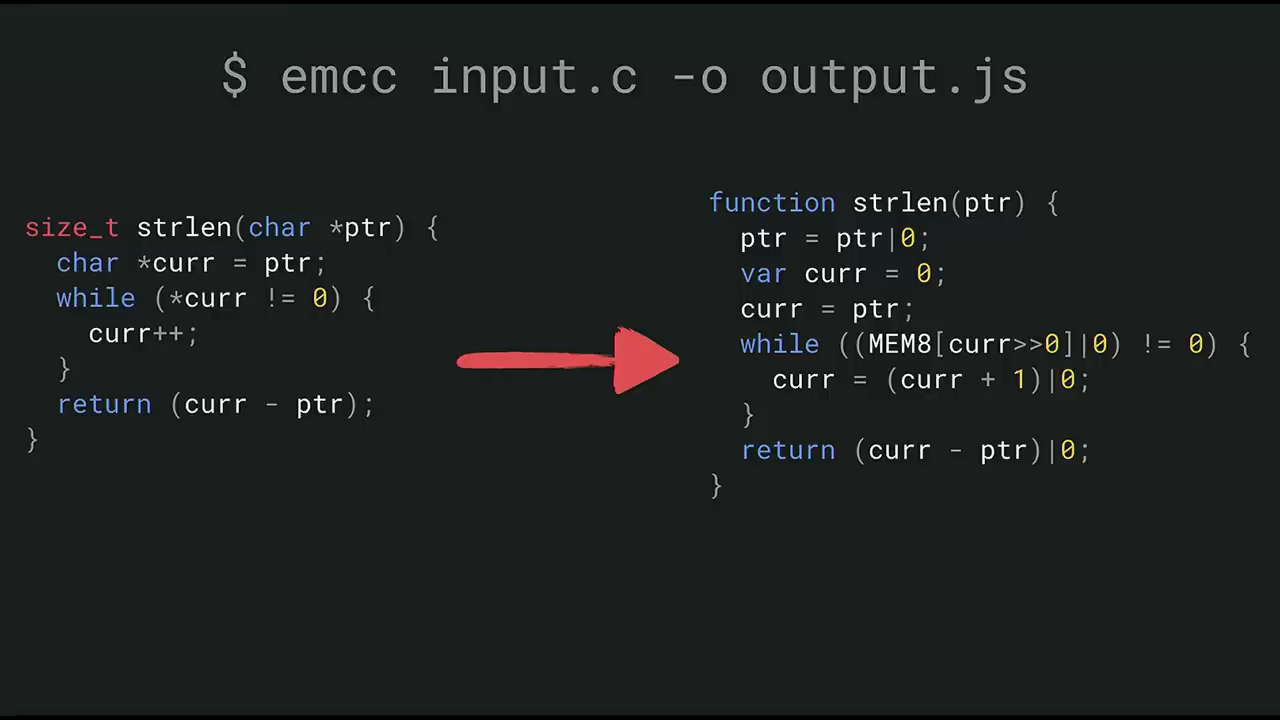 $ emcc input.c -o output.js
size_t strlen(char *ptr) {
  char *curr = ptr;
  while (*curr != 0) {
    curr++;
  }
  return (curr - ptr);
}
function strlen(ptr) {
  ptr = ptr|0;
  var curr = 0;
  curr = ptr;
  while ((MEM8[curr>>0]|0) != 0) {
    curr = (curr + 1)|0;
  }
  return (curr - ptr)|0;
}